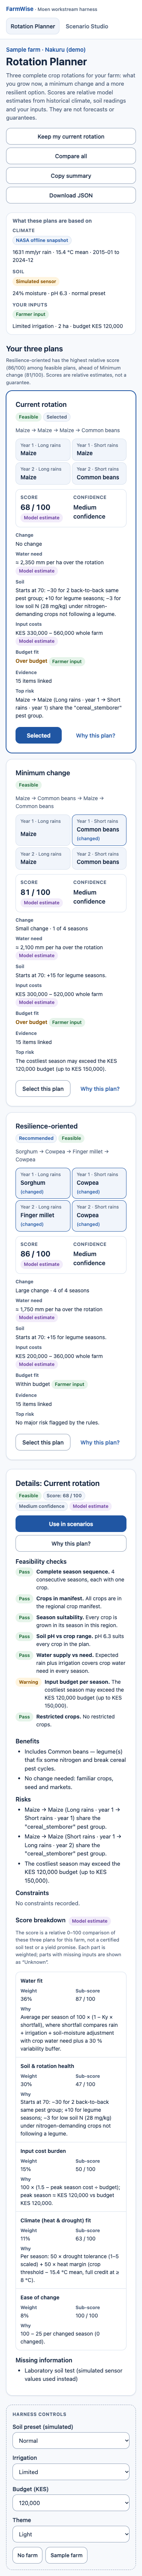 FarmWise · Moien workstream harness
Rotation Planner
Scenario Studio
Sample farm · Nakuru (demo)
Rotation Planner
Three complete crop rotations for your farm: what
you grow now, a minimum change and a more
resilient option. Scores are relative model
estimates from historical climate, soil readings
and your inputs. They are not forecasts or
guarantees.
Keep my current rotation
Compare all
Copy summary
Download JSON
What these plans are based on
CLIMATE
NASA offline snapshot
1631 mm/yr rain · 15.4 °C mean · 2015-01 to
2024-12
SOIL
Simulated sensor
24% moisture · pH 6.3 · normal preset
YOUR INPUTS
Farmer input
Limited irrigation · 2 ha · budget KES 120,000
Your three plans
Resilience-oriented has the highest relative score
(86/100) among feasible plans, ahead of Minimum
change (81/100). Scores are relative estimates, not a
guarantee.
Current rotation
Feasible
Selected
Maize → Maize → Maize → Common beans
Year 1 · Long rains
Maize
Year 1 · Short rains
Maize
Year 2 · Long rains
Maize
Year 2 · Short rains
Common beans
SCORE
68 / 100
Model estimate
CONFIDENCE
Medium
confidence
Change
No change
Water need
≈ 2,350 mm per ha over the rotation
Model estimate
Soil
Starts at 70: −30 for 2 back-to-back same pest
group; +10 for legume seasons; −3 for
low soil N (28 mg/kg) under nitrogen-
demanding crops not following a legume.
Input costs
KES 330,000 – 560,000 whole farm
Model estimate
Budget fit
Over budget
Farmer input
Evidence
15 items linked
Top risk
Maize → Maize (Long rains · year 1 → Short
rains · year 1) share the "cereal_stemborer"
pest group.
Selected
Why this plan?
Minimum change
Feasible
Maize → Common beans → Maize →
Common beans
Year 1 · Long rains
Maize
Year 1 · Short rains
Common beans
(changed)
Year 2 · Long rains
Maize
Year 2 · Short rains
Common beans
SCORE
81 / 100
Model estimate
CONFIDENCE
Medium
confidence
Change
Small change · 1 of 4 seasons
Water need
≈ 2,100 mm per ha over the rotation
Model estimate
Soil
Starts at 70: +15 for legume seasons.
Input costs
KES 300,000 – 520,000 whole farm
Model estimate
Budget fit
Over budget
Farmer input
Evidence
15 items linked
Top risk
The costliest season may exceed the KES
120,000 budget (up to KES 150,000).
Select this plan
Why this plan?
Resilience-oriented
Recommended
Feasible
Sorghum → Cowpea → Finger millet →
Cowpea
Year 1 · Long rains
Sorghum
(changed)
Year 1 · Short rains
Cowpea
(changed)
Year 2 · Long rains
Finger millet
(changed)
Year 2 · Short rains
Cowpea
(changed)
SCORE
86 / 100
Model estimate
CONFIDENCE
Medium
confidence
Change
Large change · 4 of 4 seasons
Water need
≈ 1,750 mm per ha over the rotation
Model estimate
Soil
Starts at 70: +15 for legume seasons.
Input costs
KES 200,000 – 360,000 whole farm
Model estimate
Budget fit
Within budget
Farmer input
Evidence
15 items linked
Top risk
No major risk flagged by the rules.
Select this plan
Why this plan?
Details: Current rotation
Feasible
Score: 68 / 100
Medium confidence
Model estimate
Use in scenarios
Why this plan?
Feasibility checks
Pass
Complete season sequence. 4
consecutive seasons, each with one
crop.
Pass
Crops in manifest. All crops are in
the regional crop manifest.
Pass
Season suitability. Every crop is
grown in its season in this region.
Pass
Soil pH vs crop range. pH 6.3 suits
every crop in the plan.
Pass
Water supply vs need. Expected
rain plus irrigation covers crop water
need in every season.
Warning
Input budget per season. The
costliest season may exceed the
KES 120,000 budget (up to KES
150,000).
Pass
Restricted crops. No restricted
crops.
Benefits
• Includes Common beans — legume(s)
that fix some nitrogen and break cereal
pest cycles.
• No change needed: familiar crops,
seed and markets.
Risks
• Maize → Maize (Long rains · year 1 →
Short rains · year 1) share the
"cereal_stemborer" pest group.
• Maize → Maize (Short rains · year 1 →
Long rains · year 2) share the
"cereal_stemborer" pest group.
• The costliest season may exceed the
KES 120,000 budget (up to KES
150,000).
Constraints
No constraints recorded.
Score breakdown
Model estimate
The score is a relative 0–100 comparison of
these three plans for this farm, not a certified
soil test or a yield promise. Each part is
weighted; parts with missing inputs are shown
as "Unknown".
Water fit
Weight
36%
Sub-score
87 / 100
Why
Average per season of 100 × (1 − Ky ×
shortfall), where shortfall compares rain
+ irrigation + soil-moisture adjustment
with crop water need plus a 30 %
variability buffer.
Soil & rotation health
Weight
30%
Sub-score
47 / 100
Why
Starts at 70: −30 for 2 back-to-back
same pest group; +10 for legume
seasons; −3 for low soil N (28 mg/kg)
under nitrogen-demanding crops not
following a legume.
Input cost burden
Weight
15%
Sub-score
50 / 100
Why
100 × (1.5 − peak season cost ÷ budget);
peak season ≈ KES 120,000 vs budget
KES 120,000.
Climate (heat & drought) fit
Weight
11%
Sub-score
63 / 100
Why
Per season: 50 × drought tolerance (1–5
scaled) + 50 × heat margin (crop
threshold − 15.4 °C mean, full credit at ≥
8 °C).
Ease of change
Weight
8%
Sub-score
100 / 100
Why
100 − 25 per changed season (0
changed).
Missing information
• Laboratory soil test (simulated sensor
values used instead)
HARNESS CONTROLS
Soil preset (simulated)
Normal
Irrigation
Limited
Budget (KES)
120,000
Theme
Light
No farm
Sample farm